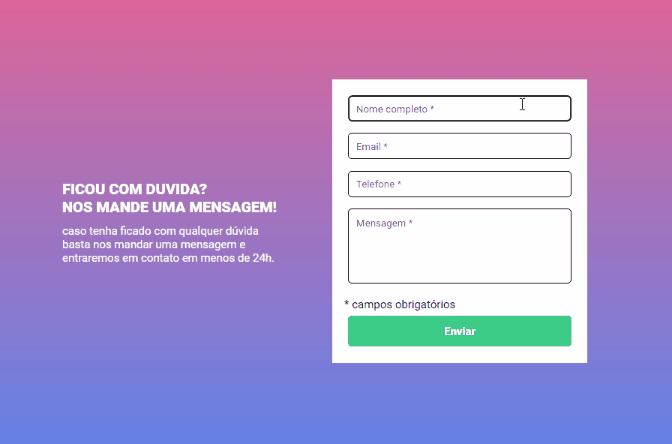 FICOU COM DUVIDA?
NOS MANDE UMA MENSAGEM!
caso tenha ficado com qualquer dúvida
basta nos mandar uma mensagem e
entraremos em contato em menos de 24h.
Nome completo *
Email *
Telefone *
Mensagem *
* campos obrigatórios
Enviar